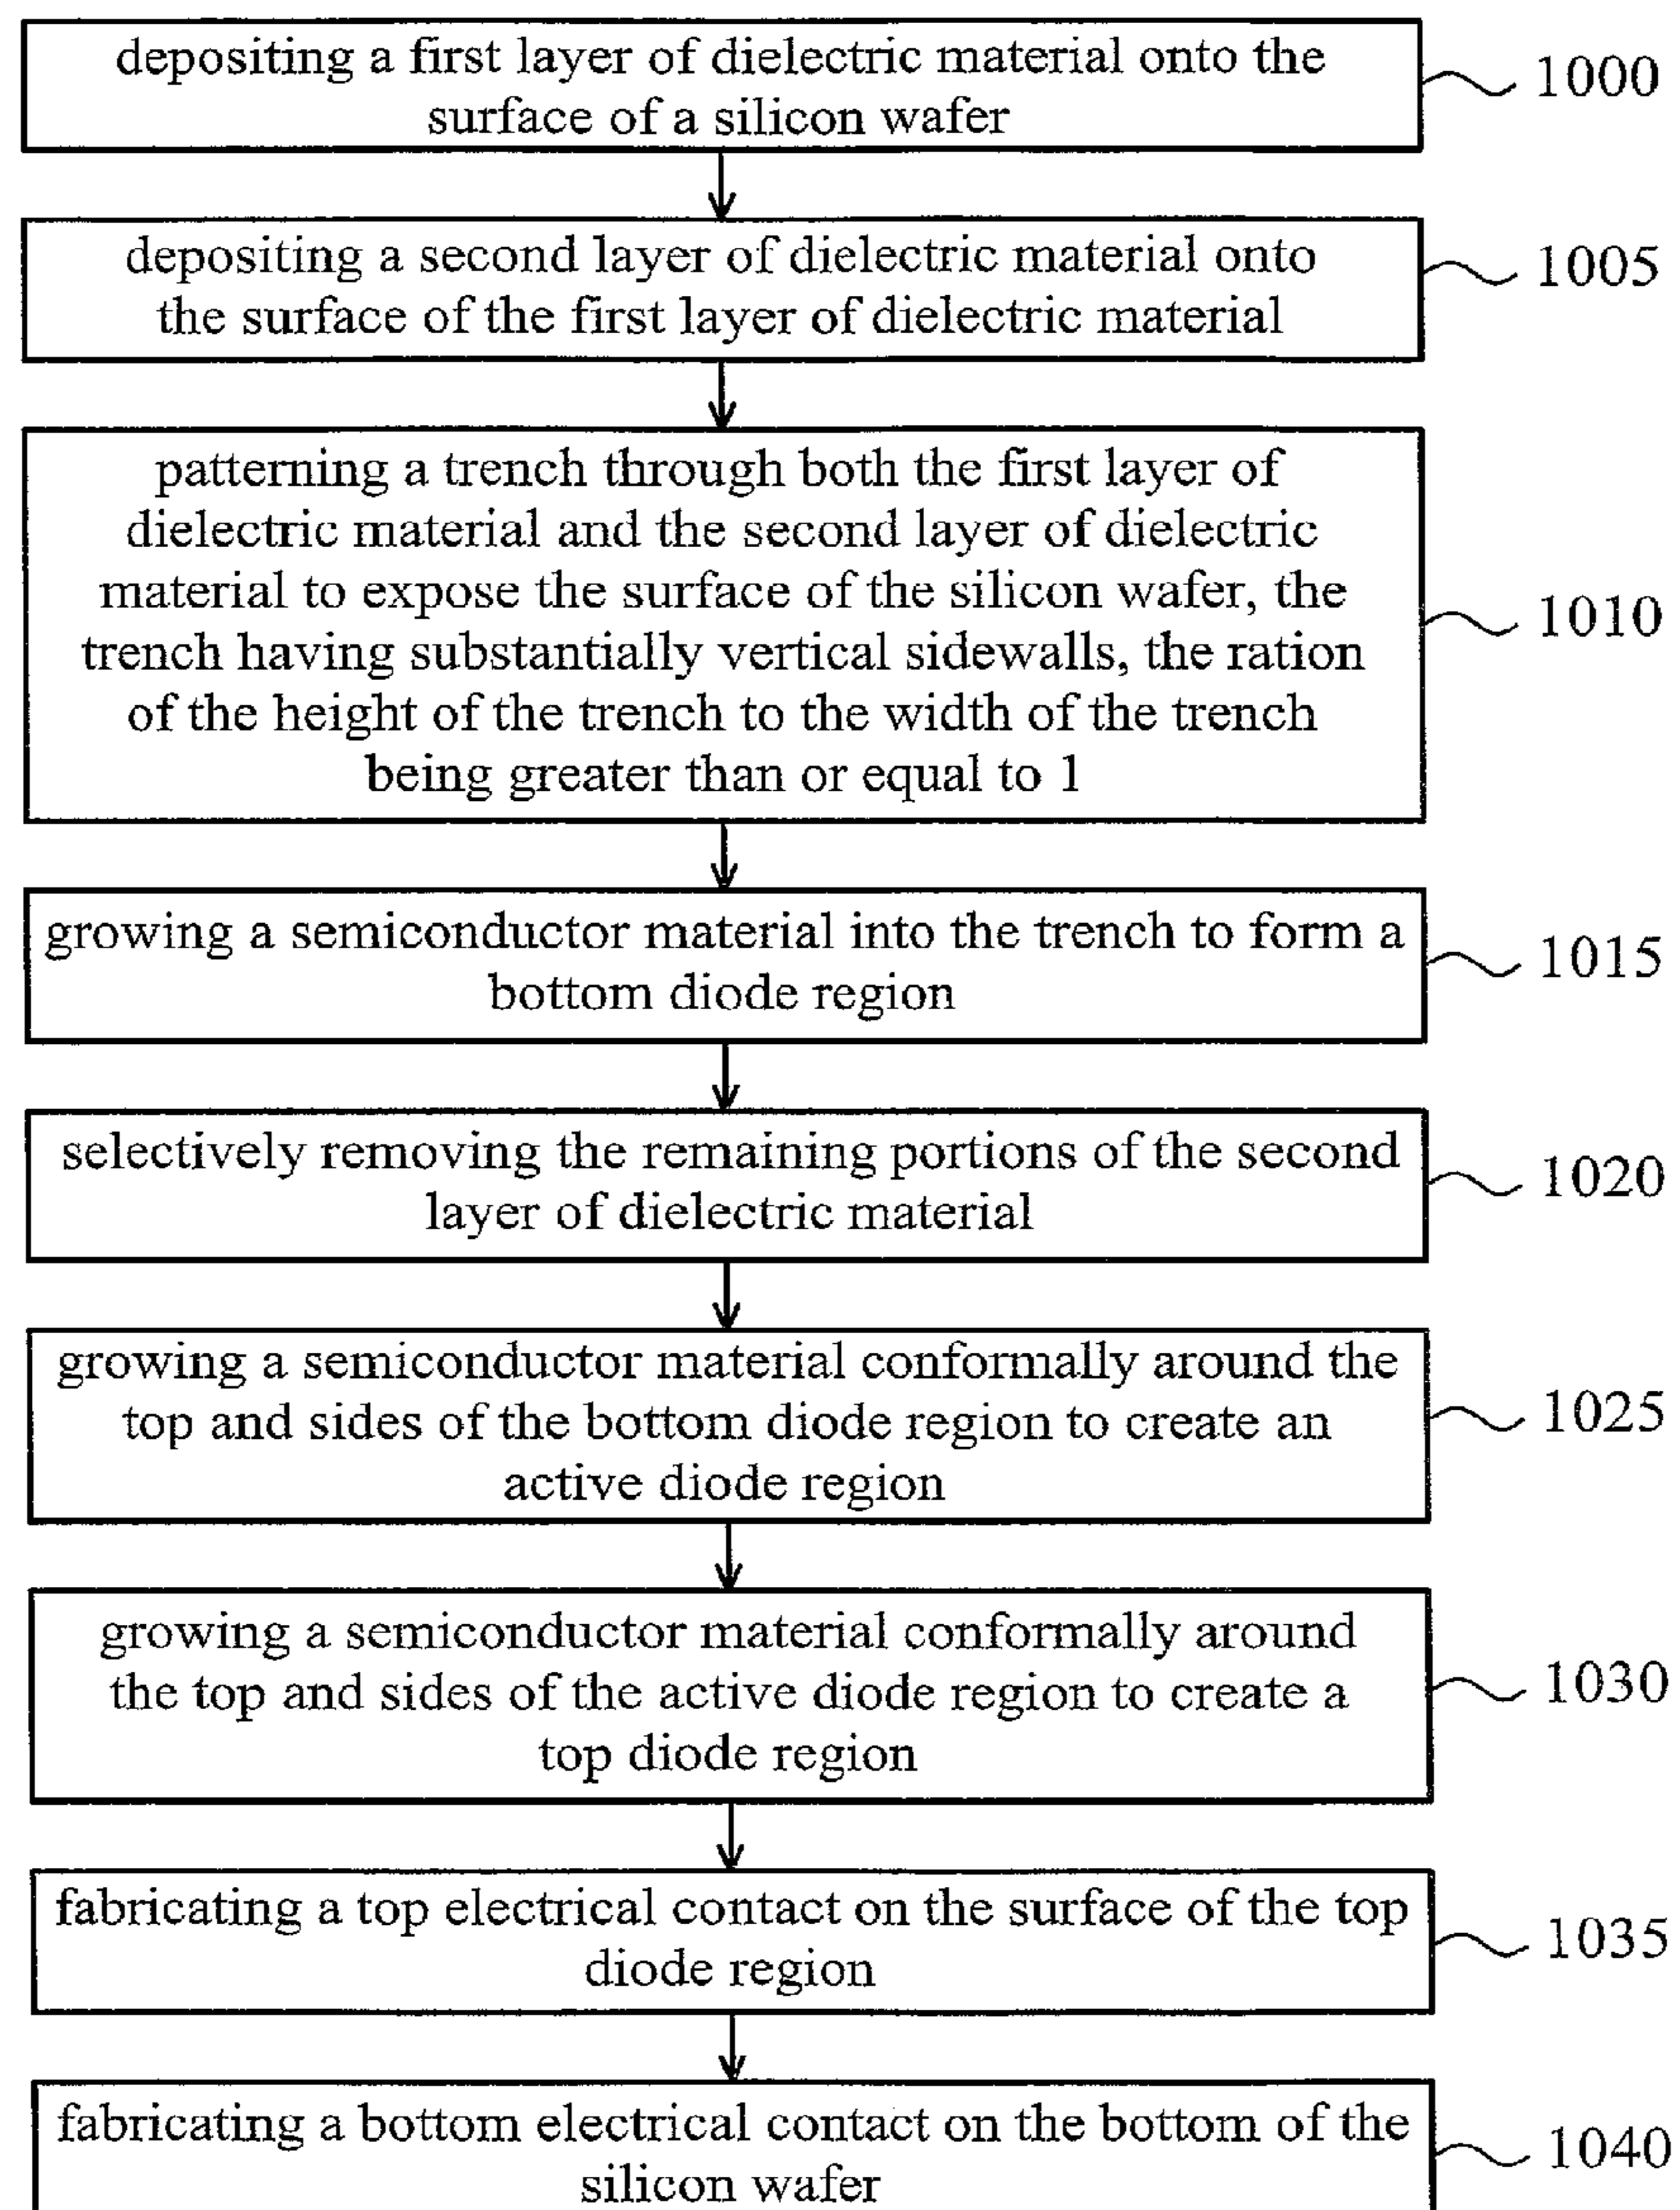 depositing a first layer of dielectric material onto the
surface of a silicon wafer
1000
depositing a second layer of dielectric material onto
the surface of the first layer of dielectric material
1005
patterning a trench through both the first layer of
dielectric material and the second layer of dielectric
material to expose the surface of the silicon wafer, the
trench having substantially vertical sidewalls, the ration
of the height of the trench to the width of the trench
being greater than or equal to 1
1010
growing a semiconductor material into the trench to form a
bottom diode region
1015
selectively removing the remaining portions of the second
layer of dielectric material
1020
growing a semiconductor material conformally around the
top and sides of the bottom diode region to create an
active diode region
1025
growing a semiconductor material conformally around
the top and sides of the active diode region to create a
top diode region
1030
fabricating a top electrical contact on the surface of the top
diode region
1035
fabricating a bottom electrical contact on the bottom of the
silicon wafer
1040